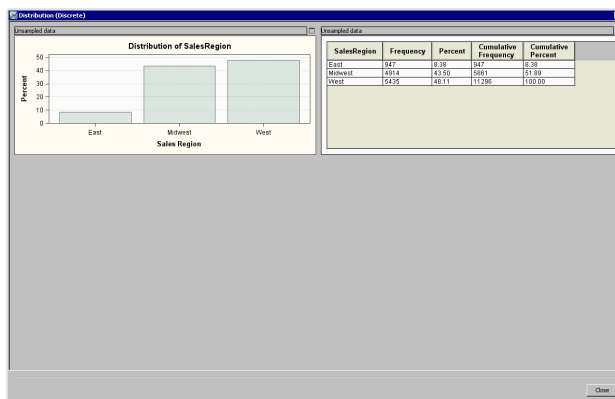 Distribution (Discrete)
Unsampled data
Distribution of SalesRegion
Percent
50
40
30
20
10
0
East Midwest West
Sales Region
Unsampled data
SalesRegion Frequency Percent Cumulative Frequency Cumulative Percent
East 947 8.38 947 8.38
Midwest 4914 43.50 5861 51.89
West 5435 48.11 11296 100.00
Close